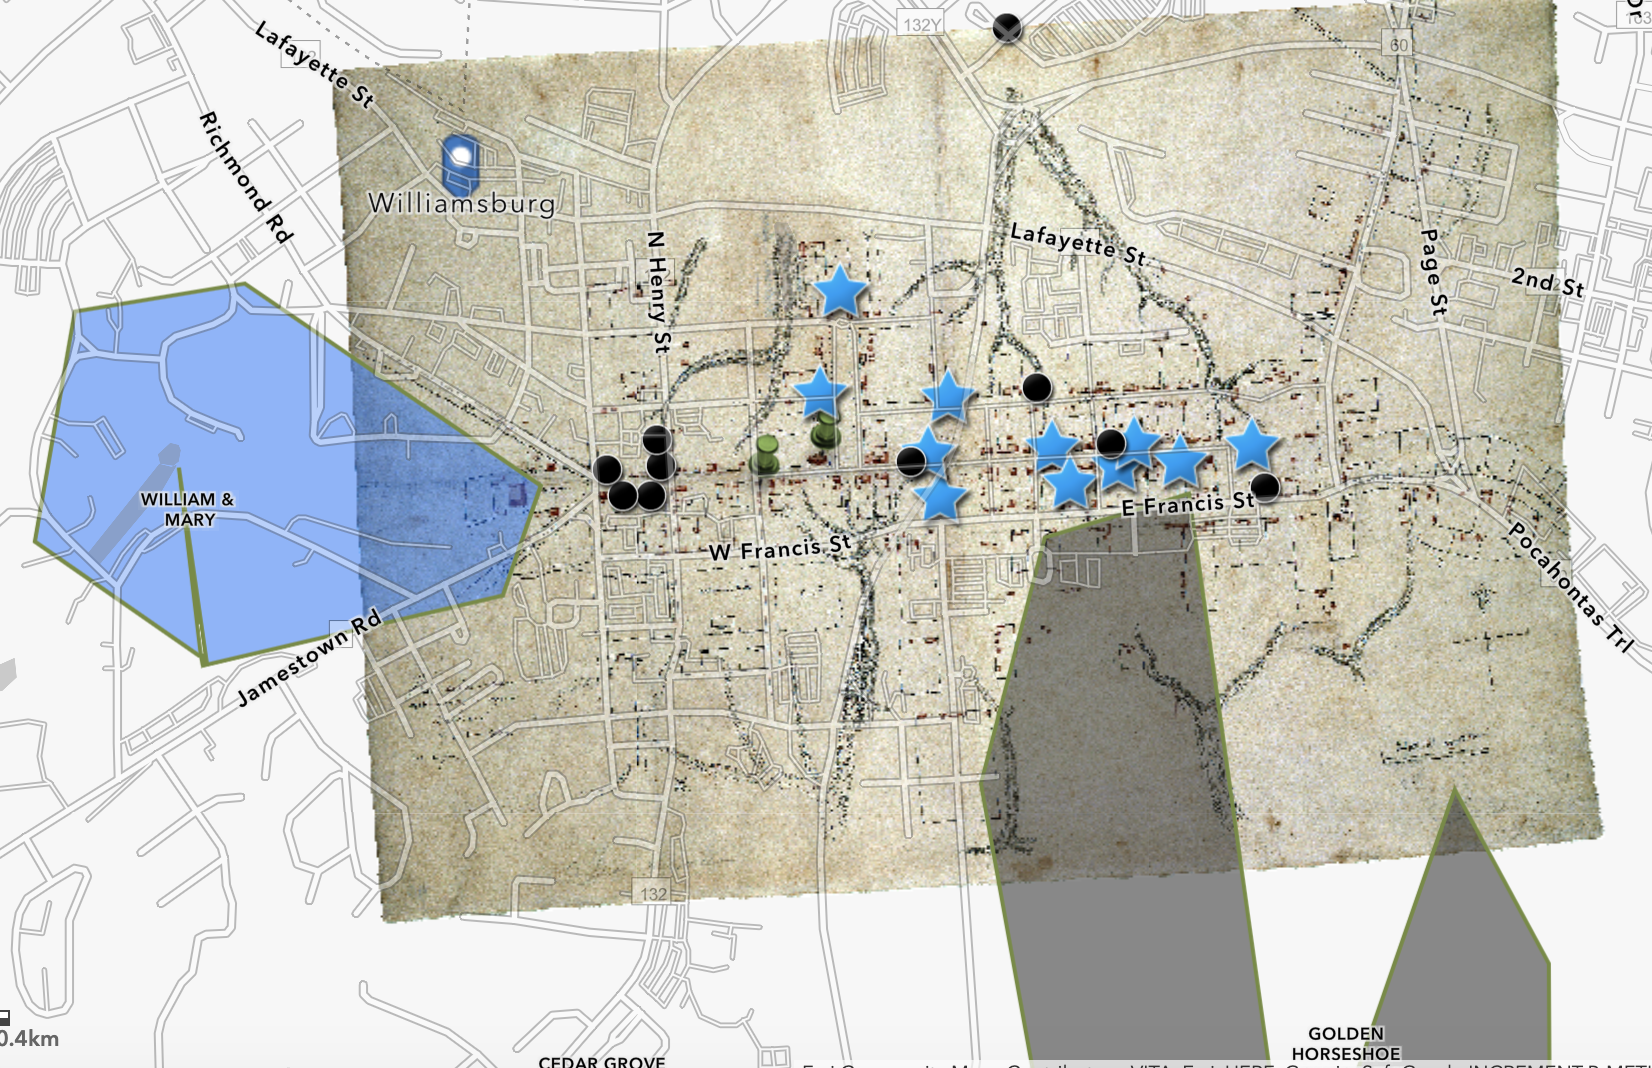 132Y
60
Lafayette St
Richmond Rd
Williamsburg
N Henry St
Lafayette St
Page St
2nd St
WILLIAM &
MARY
E Francis St
W Francis St
Pocahontas Trl
Jamestown Rd
132
0.4km
GOLDEN
HORSESHOE
CEDAR GROVE